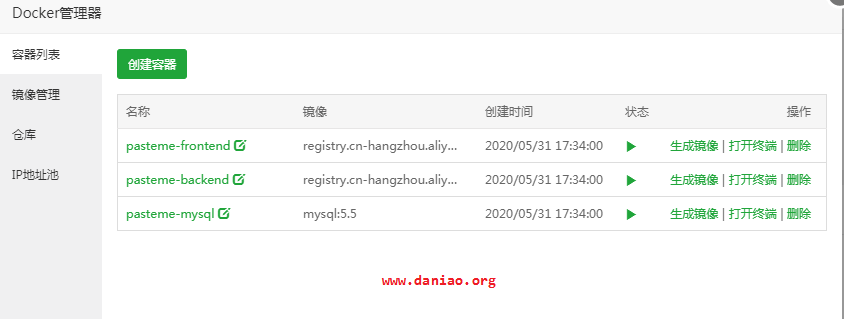 Docker管理器
容器列表
镜像管理
仓库
IP地址池
创建容器
名称 镜像 创建时间 状态 操作
pasteme-frontend registry.cn-hangzhou.aliy... 2020/05/31 17:34:00 生成镜像 | 打开终端 | 删除
pasteme-backend registry.cn-hangzhou.aliy... 2020/05/31 17:34:00 生成镜像 | 打开终端 | 删除
pasteme-mysql mysql:5.5 2020/05/31 17:34:00 生成镜像 | 打开终端 | 删除
www.daniao.org